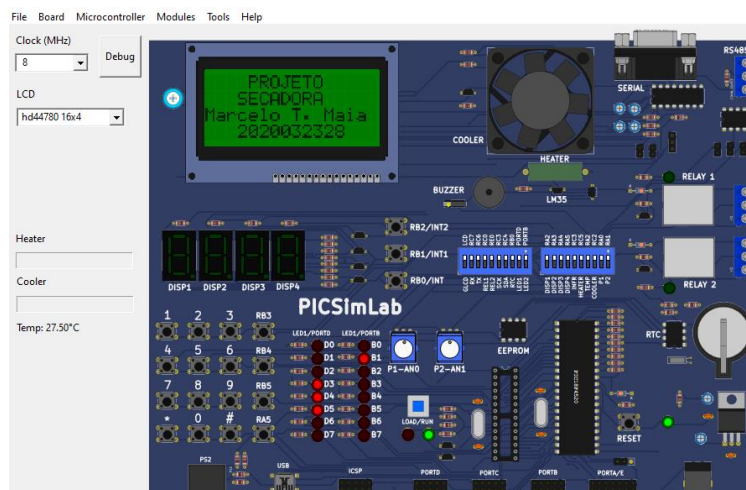 File Board Microcontroller Modules Tools Help
Clock (MHz)
8
Debug
LCD
hd44780 16x4
Heater
Cooler
Temp: 27.50°C
PROJETO
SECADORA
Marcelo T. Maia
2020032328
COOLER
SERIAL
RS485
HEATER
LM35
BUZZER
RELAY 1
RELAY 2
RB2/INT2
RB1/INT1
RB0/INT
DISP1 DISP2 DISP3 DISP4
PICSimLab
1 2 3 RB3
4 5 6 RB4
7 8 9 RB5
* 0 # RA5
LED1/PORTD LED1/PORTB
D0 B0
D1 B1
D2 B2
D3 B3
D4 B4
D5 B5
D6 B6
D7 B7
P1-AN0 P2-AN1
EEPROM
RTC
LOAD/RUN
RESET
PS2
USB
ICSP
PORTD
PORTC
PORTB
PORTA/E